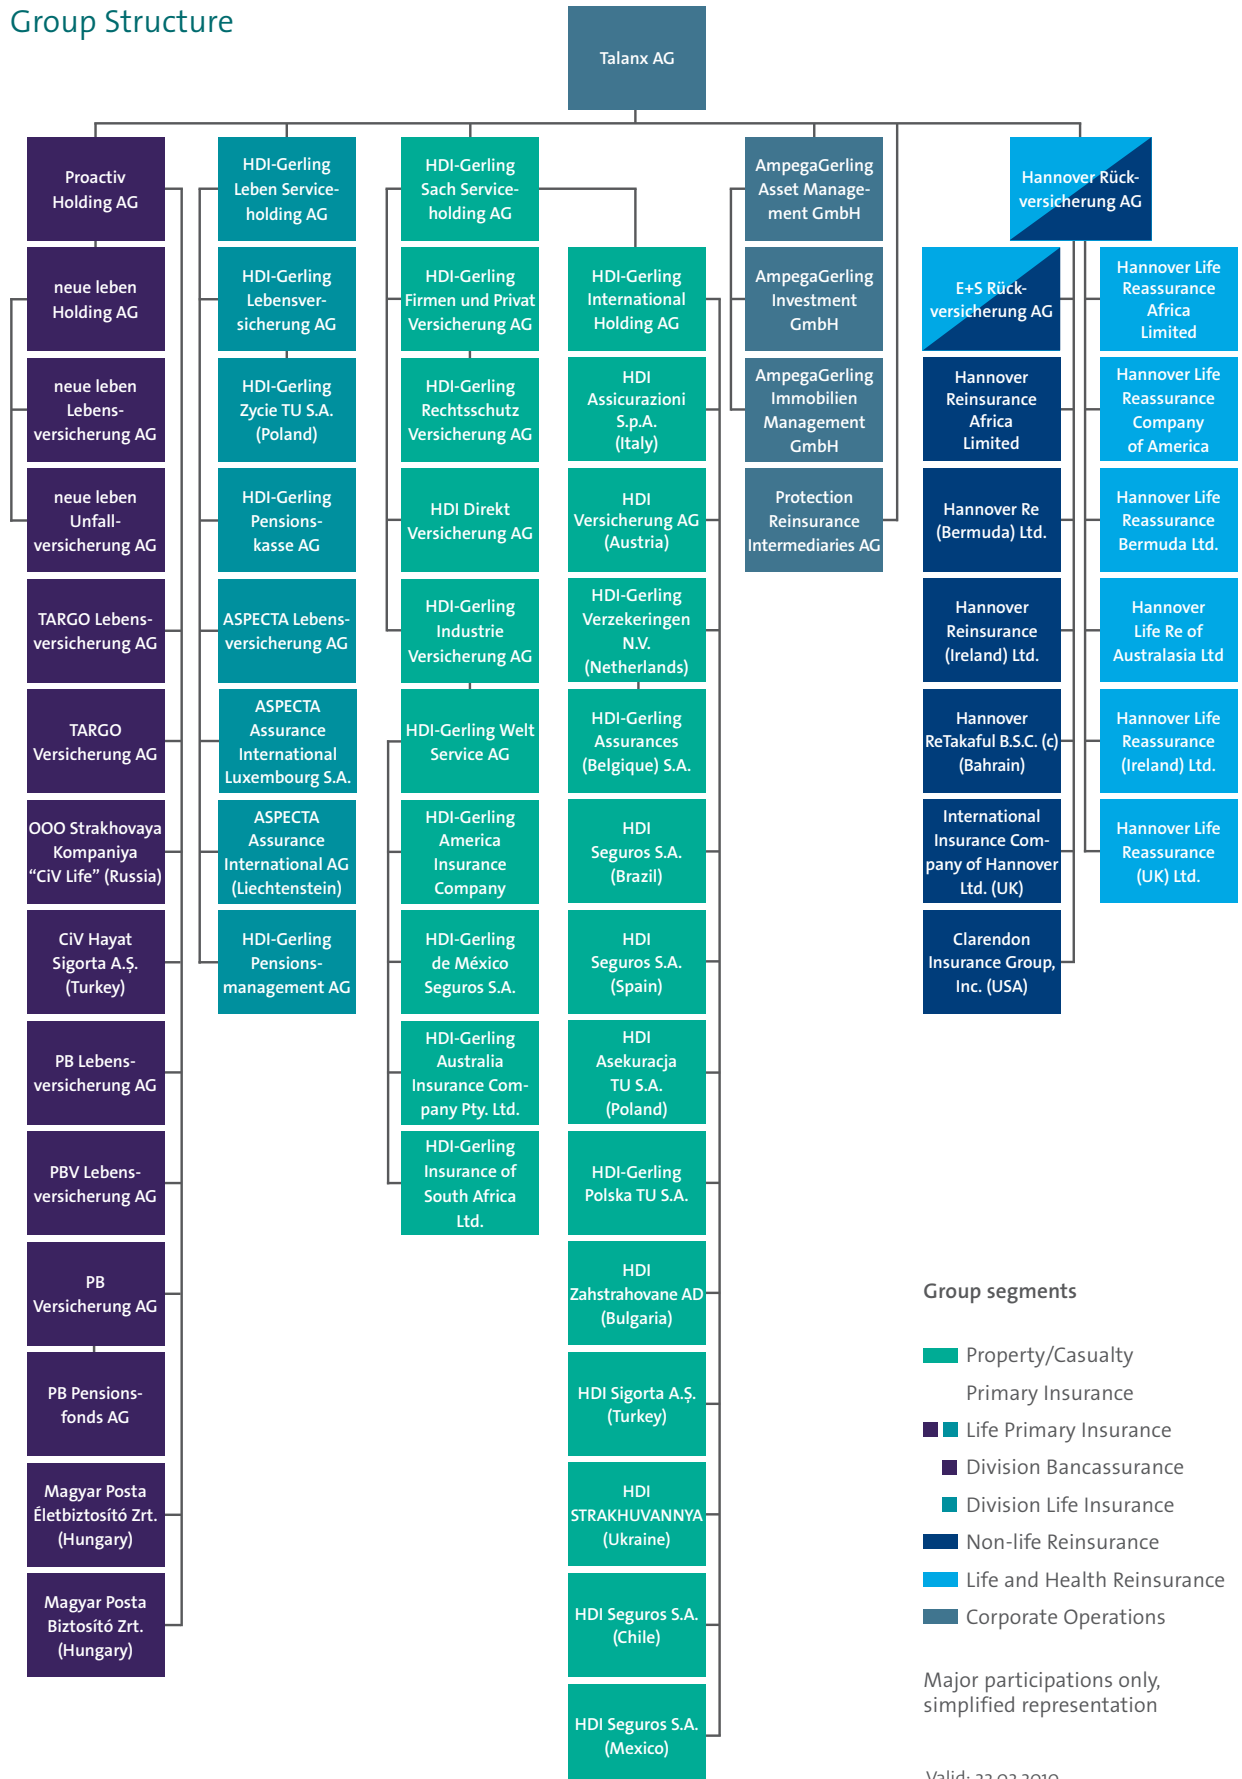 Group Structure
Talanx AG
Proactiv
Holding AG
neue leben
Holding AG
neue leben
Lebens-
versicherung AG
neue leben
Unfall-
versicherung AG
TARGO Lebens-
versicherung AG
TARGO
Versicherung AG
OOO Strakhovaya
Kompaniya
“CiV Life” (Russia)
CiV Hayat
Sigorta A.Ş.
(Turkey)
PB Lebens-
versicherung AG
PBV Lebens-
versicherung AG
PB
Versicherung AG
PB Pensions-
fonds AG
Magyar Posta
Életbiztosító Zrt.
(Hungary)
Magyar Posta
Biztosító Zrt.
(Hungary)
HDI-Gerling
Leben Service-
holding AG
HDI-Gerling
Lebensver-
sicherung AG
HDI-Gerling
Zycie TU S.A.
(Poland)
HDI-Gerling
Pensions-
kasse AG
ASPECTA Lebens-
versicherung AG
ASPECTA
Assurance
International
Luxembourg S.A.
ASPECTA
Assurance
International AG
(Liechtenstein)
HDI-Gerling
Pensions-
management AG
HDI-Gerling
Sach Service-
holding AG
HDI-Gerling
Firmen und Privat
Versicherung AG
HDI-Gerling
Rechtsschutz
Versicherung AG
HDI Direkt
Versicherung AG
HDI-Gerling
Industrie
Versicherung AG
HDI-Gerling Welt
Service AG
HDI-Gerling
America
Insurance
Company
HDI-Gerling
de México
Seguros S.A.
HDI-Gerling
Australia
Insurance Com-
pany Pty. Ltd.
HDI-Gerling
Insurance of
South Africa
Ltd.
HDI-Gerling
International
Holding AG
HDI
Assicurazioni
S.p.A.
(Italy)
HDI
Versicherung AG
(Austria)
HDI-Gerling
Verzekeringen
N.V.
(Netherlands)
HDI-Gerling
Assurances
(Belgique) S.A.
HDI
Seguros S.A.
(Brazil)
HDI
Seguros S.A.
(Spain)
HDI
Asekuracja
TU S.A.
(Poland)
HDI-Gerling
Polska TU S.A.
HDI
Zahstrahovane AD
(Bulgaria)
HDI Sigorta A.Ş.
(Turkey)
HDI
STRAKHUVANNYA
(Ukraine)
HDI Seguros S.A.
(Chile)
HDI Seguros S.A.
(Mexico)
AmpegaGerling
Asset Manage-
ment GmbH
AmpegaGerling
Investment
GmbH
AmpegaGerling
Immobilien
Management
GmbH
Protection
Reinsurance
Intermediaries AG
Hannover Rück-
versicherung AG
E+S Rück-
versicherung AG
Hannover
Reinsurance
Africa
Limited
Hannover Re
(Bermuda) Ltd.
Hannover
Reinsurance
(Ireland) Ltd.
Hannover
ReTakaful B.S.C. (c)
(Bahrain)
International
Insurance Com-
pany of Hannover
Ltd. (UK)
Clarendon
Insurance Group,
Inc. (USA)
Hannover Life
Reassurance
Africa
Limited
Hannover Life
Reassurance
Company
of America
Hannover Life
Reassurance
Bermuda Ltd.
Hannover
Life Re of
Australasia Ltd
Hannover Life
Reassurance
(Ireland) Ltd.
Hannover Life
Reassurance
(UK) Ltd.
Group segments
Property/Casualty
Primary Insurance
Life Primary Insurance
Division Bancassurance
Division Life Insurance
Non-life Reinsurance
Life and Health Reinsurance
Corporate Operations
Major participations only,
simplified representation
Valid: